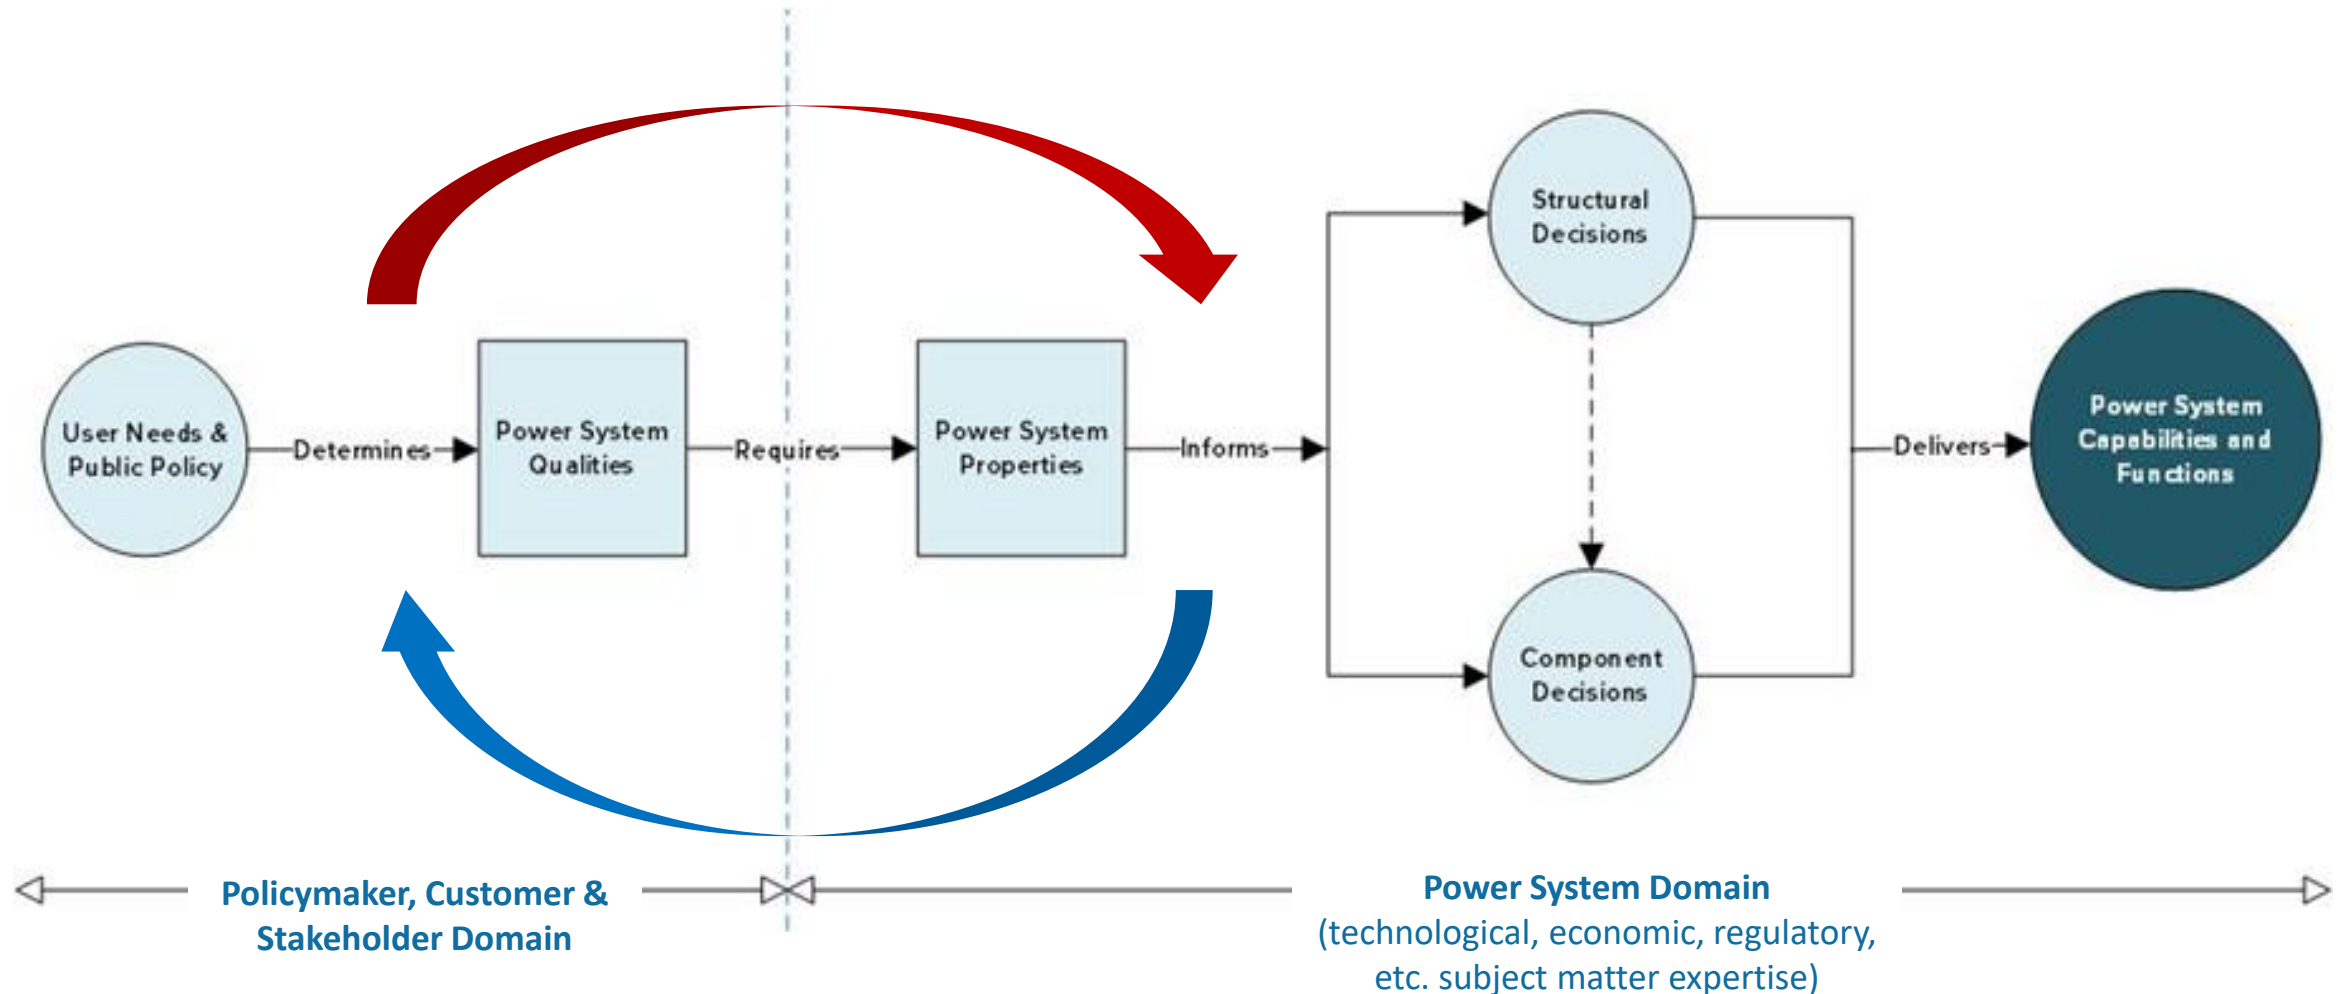 User Needs &
Public Policy
Determines
Power System
Qualities
Requires
Power System
Properties
Informs
Structural
Decisions
Component
Decisions
Delivers
Power System
Capabilities and
Functions
Policymaker, Customer &
Stakeholder Domain
Power System Domain
(technological, economic, regulatory,
etc. subject matter expertise)